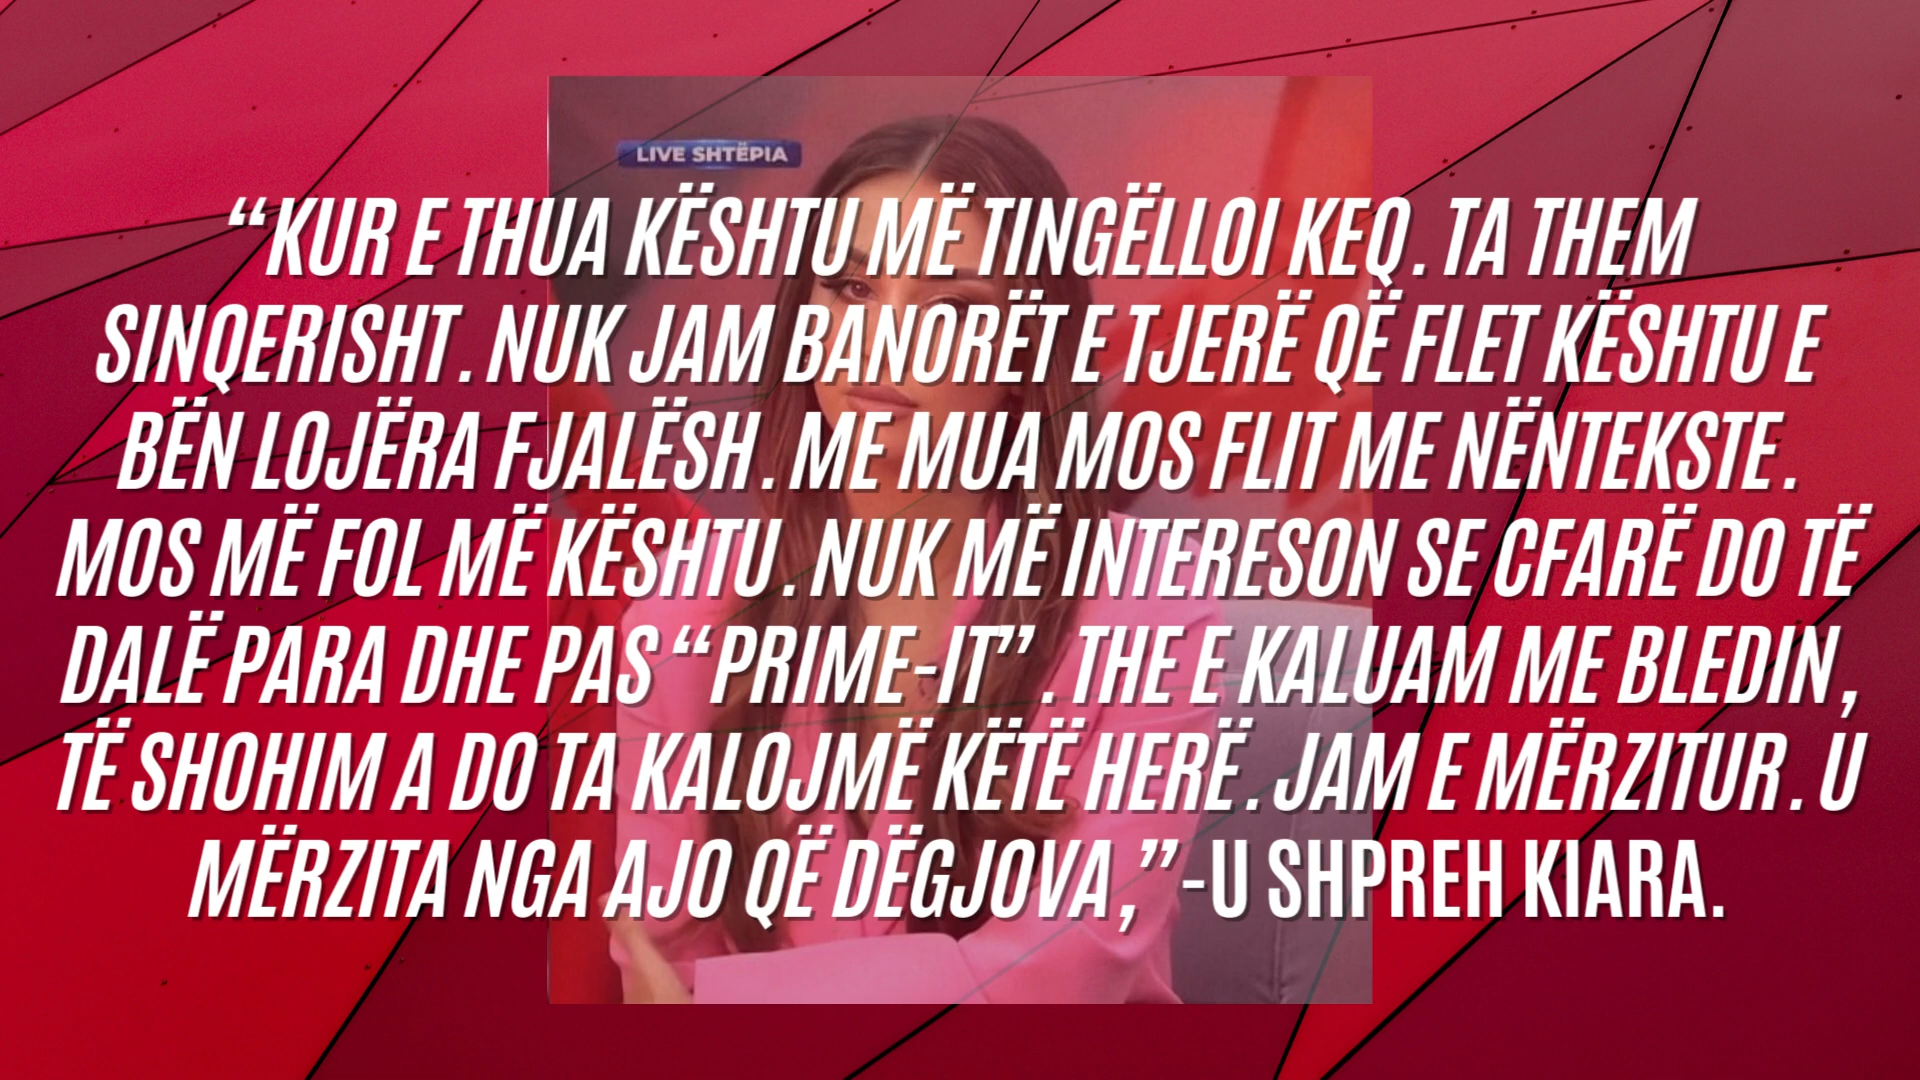 LIVE SHTËPIA
“KUR E THUA KËSHTU MË TINGËLLOI KEQ. TA THEM
SINQERISHT. NUK JAM BANORËT E TJERË QË FLET KËSHTU E
BËN LOJËRA FJALËSH. ME MUA MOS FLIT ME NËNTEKSTE.
MOS MË FOL MË KËSHTU. NUK MË INTERESON SE CFARË DO TË
DALË PARA DHE PAS “PRIME-IT”. THE E KALUAM ME BLEDIN,
TË SHOHIM A DO TA KALOJMË KËTË HERË. JAM E MËRZITUR. U
MËRZITA NGA AJO QË DËGJOVA,”-U SHPREH KIARA.